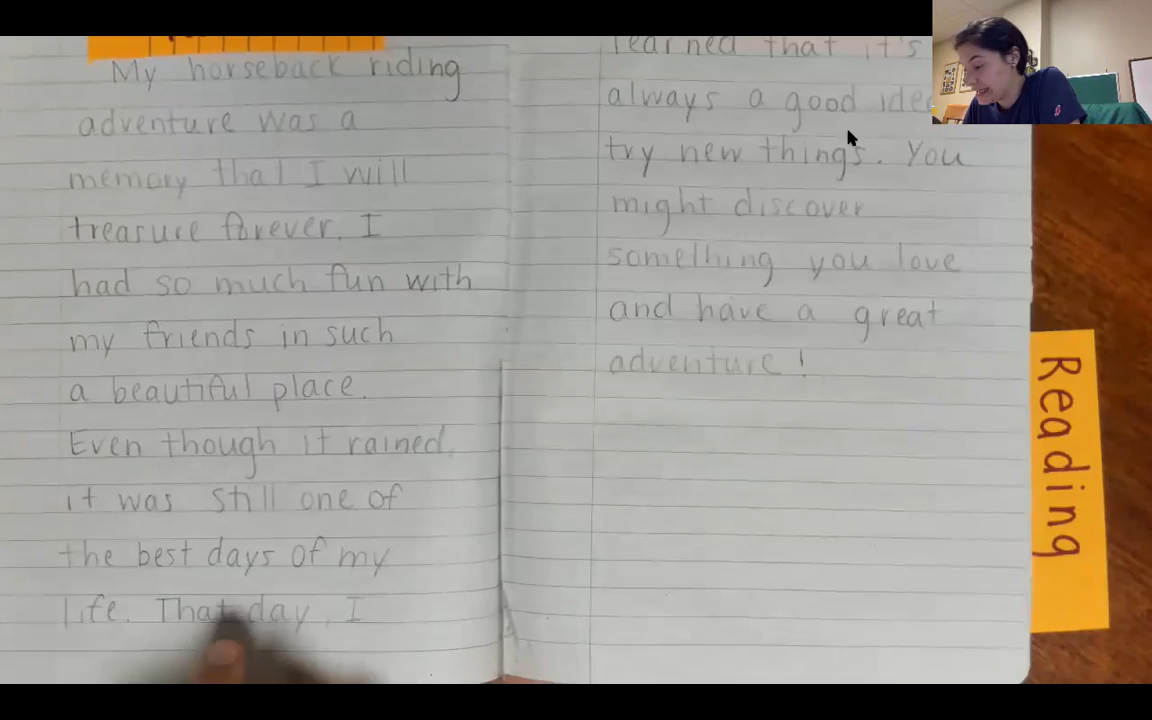 My horseback riding
adventure was a
memory that I will
treasure forever. I
had so much fun with
my friends in such
a beautiful place.
Even though it rained,
it was still one of
the best days of my
life. That day, I
learned that it's
always a good
try new things. You
might discover
something you love
and have a great
adventure!
Reading